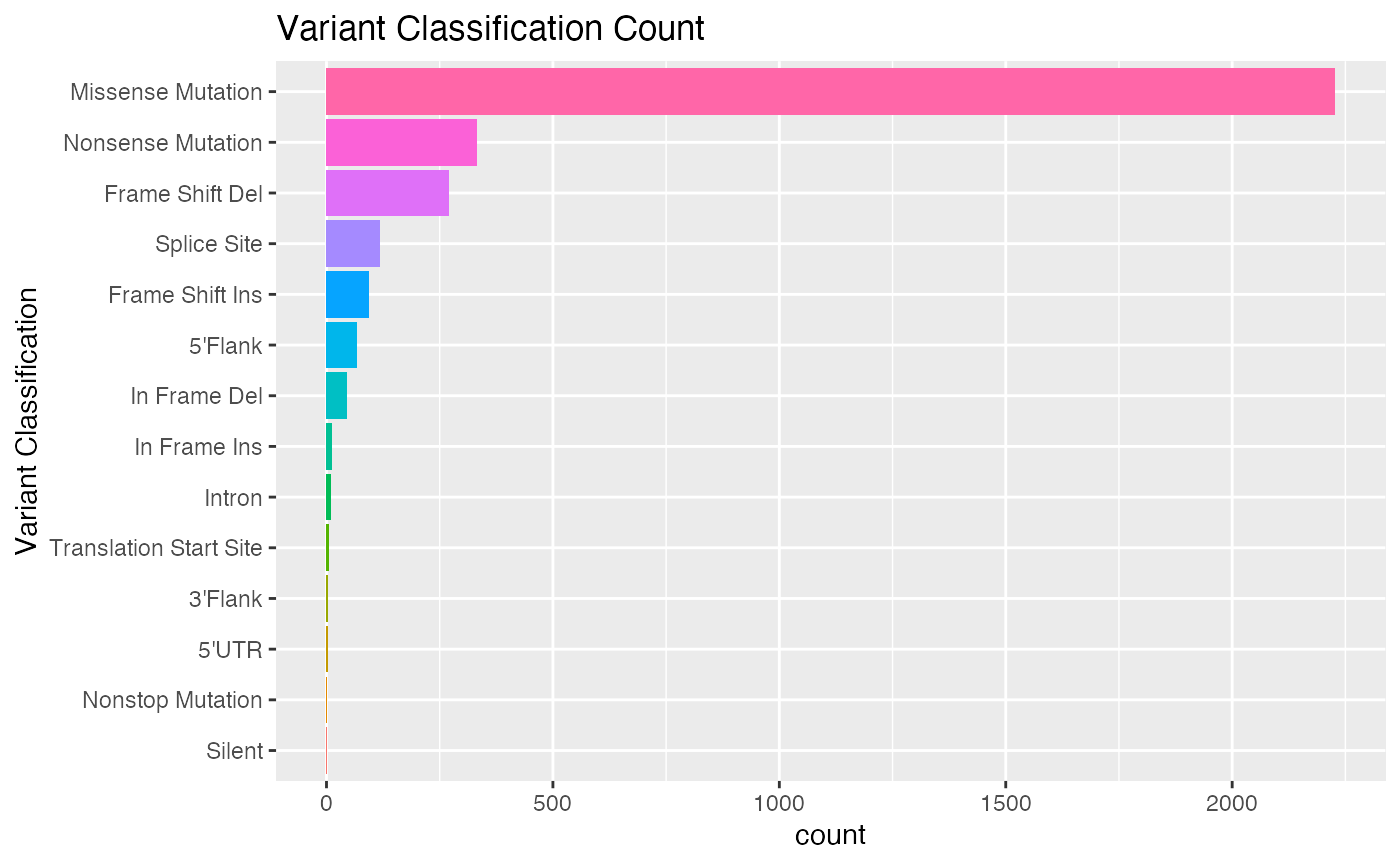 Variant Classification Count
Variant Classification
Missense Mutation
Nonsense Mutation
Frame Shift Del
Splice Site
Frame Shift Ins
5'Flank
In Frame Del
In Frame Ins
Intron
Translation Start Site
3'Flank
5'UTR
Nonstop Mutation
Silent
0 500 1000 1500 2000
count